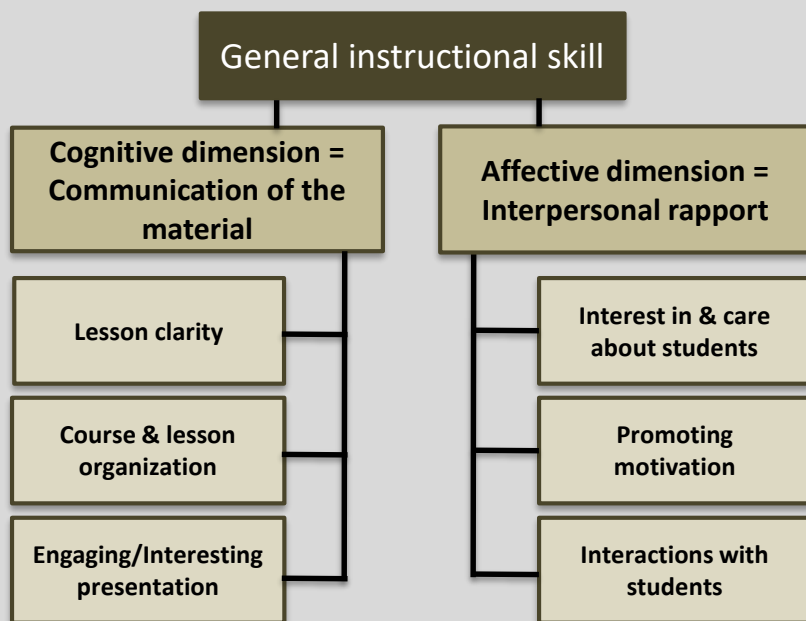 General instructional skill
Cognitive dimension =
Communication of the
material
Lesson clarity
Course & lesson
organization
Engaging/Interesting
presentation
Affective dimension =
Interpersonal rapport
Interest in & care
about students
Promoting
motivation
Interactions with
students